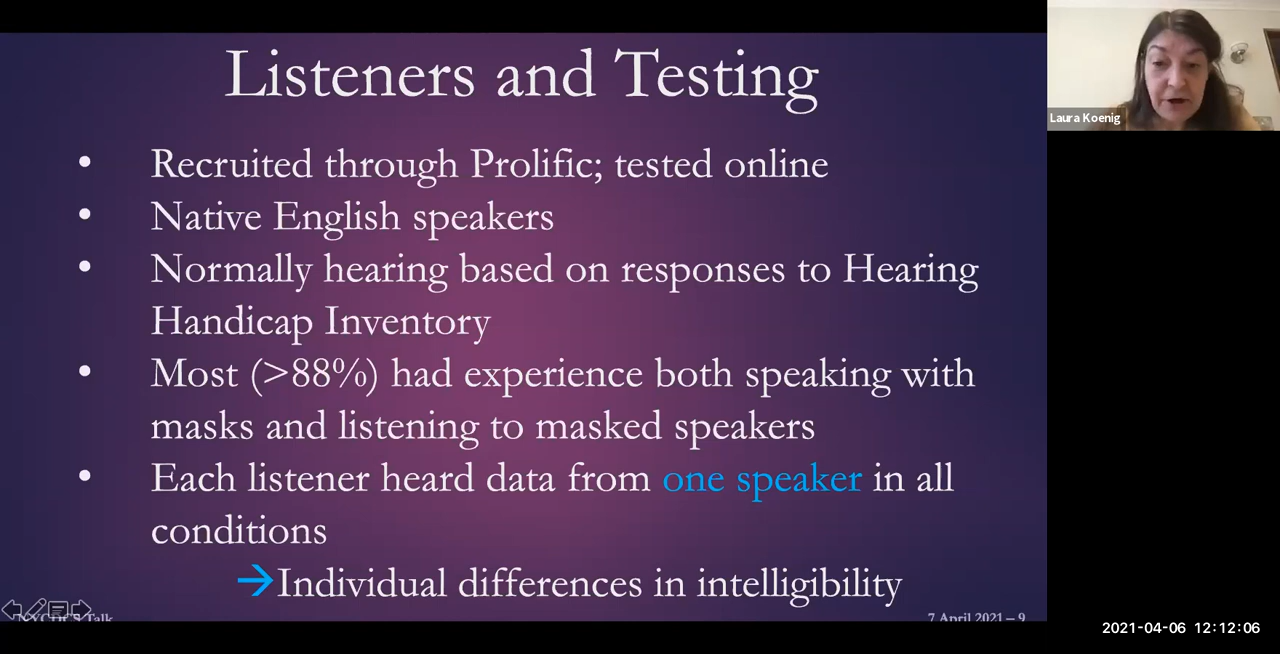 Listeners and Testing
Laura Koenig
• Recruited through Prolific; tested online
• Native English speakers
• Normally hearing based on responses to Hearing
Handicap Inventory
• Most (>88%) had experience both speaking with
masks and listening to masked speakers
• Each listener heard data from one speaker in all
conditions
→Individual differences in intelligibility
Talk
7 April 2021 – 9
2021-04-06 12:12:06